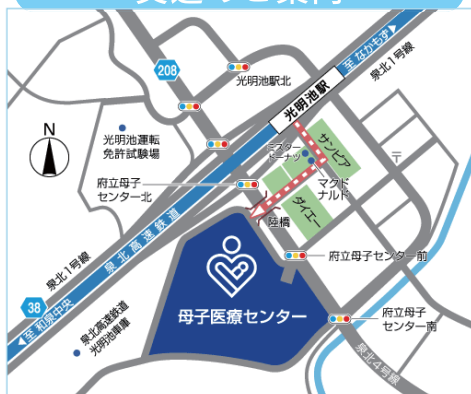 交通のご案内
至 なかもず
泉北1号線
208
光明池駅北
光明池駅
N
光明池運転
免許試験場
ミスター
ドーナツ
サンピア
〒
マクド
ナルド
府立母子
センター北
ダイエー
陸橋
泉北高速鉄道
府立母子センター前
泉北1号線
38
至 和泉中央
母子医療センター
泉北高速鉄道
光明池車庫
府立母子
センター南
泉北4号線